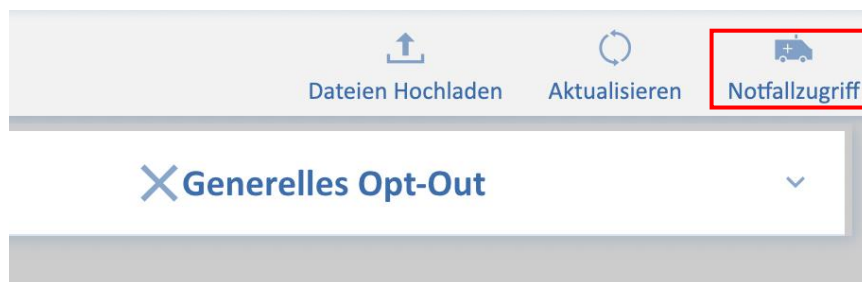 Dateien Hochladen Aktualisieren Notfallzugriff
Generelles Opt-Out